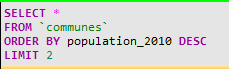 SELECT *
FROM `communes`
ORDER BY population_2010 DESC
LIMIT 2